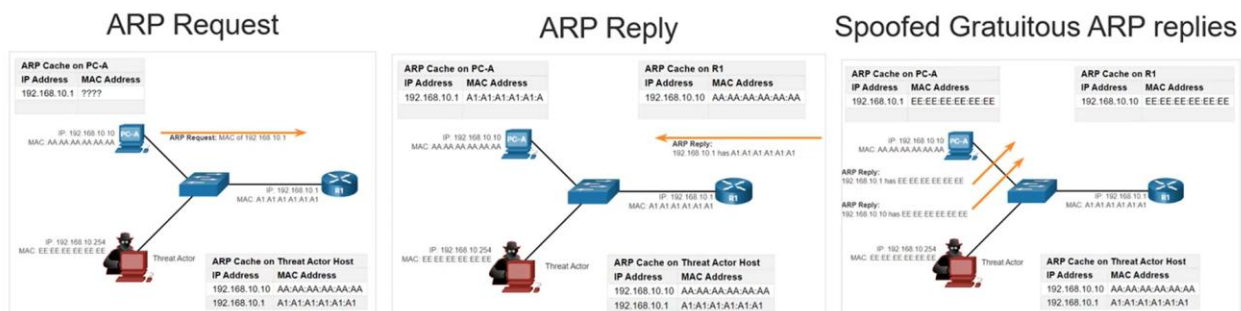 ARP Request
ARP Cache on PC-A
IP Address MAC Address
192.168.10.1 ????
IP: 192.168.10.10
MAC: AA:AA:AA:AA:AA:AA
PC-A
ARP Request: MAC of 192.168.10.1
IP: 192.168.10.1
MAC: A1:A1:A1:A1:A1:A1
R1
IP: 192.168.10.254
MAC: EE:EE:EE:EE:EE:EE
Threat Actor
ARP Cache on Threat Actor Host
IP Address MAC Address
192.168.10.10 AA:AA:AA:AA:AA:AA
192.168.10.1 A1:A1:A1:A1:A1:A1
ARP Reply
ARP Cache on PC-A
IP Address MAC Address
192.168.10.1 A1:A1:A1:A1:A1:A
ARP Cache on R1
IP Address MAC Address
192.168.10.10 AA:AA:AA:AA:AA:AA
IP: 192.168.10.10
MAC: AA:AA:AA:AA:AA:AA
PC-A
ARP Reply:
192.168.10.1 has A1:A1:A1:A1:A1:A1
IP: 192.168.10.1
MAC: A1:A1:A1:A1:A1:A1
R1
IP: 192.168.10.254
MAC: EE:EE:EE:EE:EE:EE
Threat Actor
ARP Cache on Threat Actor Host
IP Address MAC Address
192.168.10.10 AA:AA:AA:AA:AA:AA
192.168.10.1 A1:A1:A1:A1:A1:A1
Spoofed Gratuitous ARP replies
ARP Cache on PC-A
IP Address MAC Address
192.168.10.1 EE:EE:EE:EE:EE:EE
ARP Cache on R1
IP Address MAC Address
192.168.10.10 EE:EE:EE:EE:EE:EE
IP: 192.168.10.10
MAC: AA:AA:AA:AA:AA:AA
PC-A
ARP Reply:
192.168.10.1 has EE:EE:EE:EE:EE:EE
ARP Reply:
192.168.10.10 has EE:EE:EE:EE:EE:EE
IP: 192.168.10.1
MAC: A1:A1:A1:A1:A1:A1
R1
IP: 192.168.10.254
MAC: EE:EE:EE:EE:EE:EE
Threat Actor
ARP Cache on Threat Actor Host
IP Address MAC Address
192.168.10.10 AA:AA:AA:AA:AA:AA
192.168.10.1 A1:A1:A1:A1:A1:A1